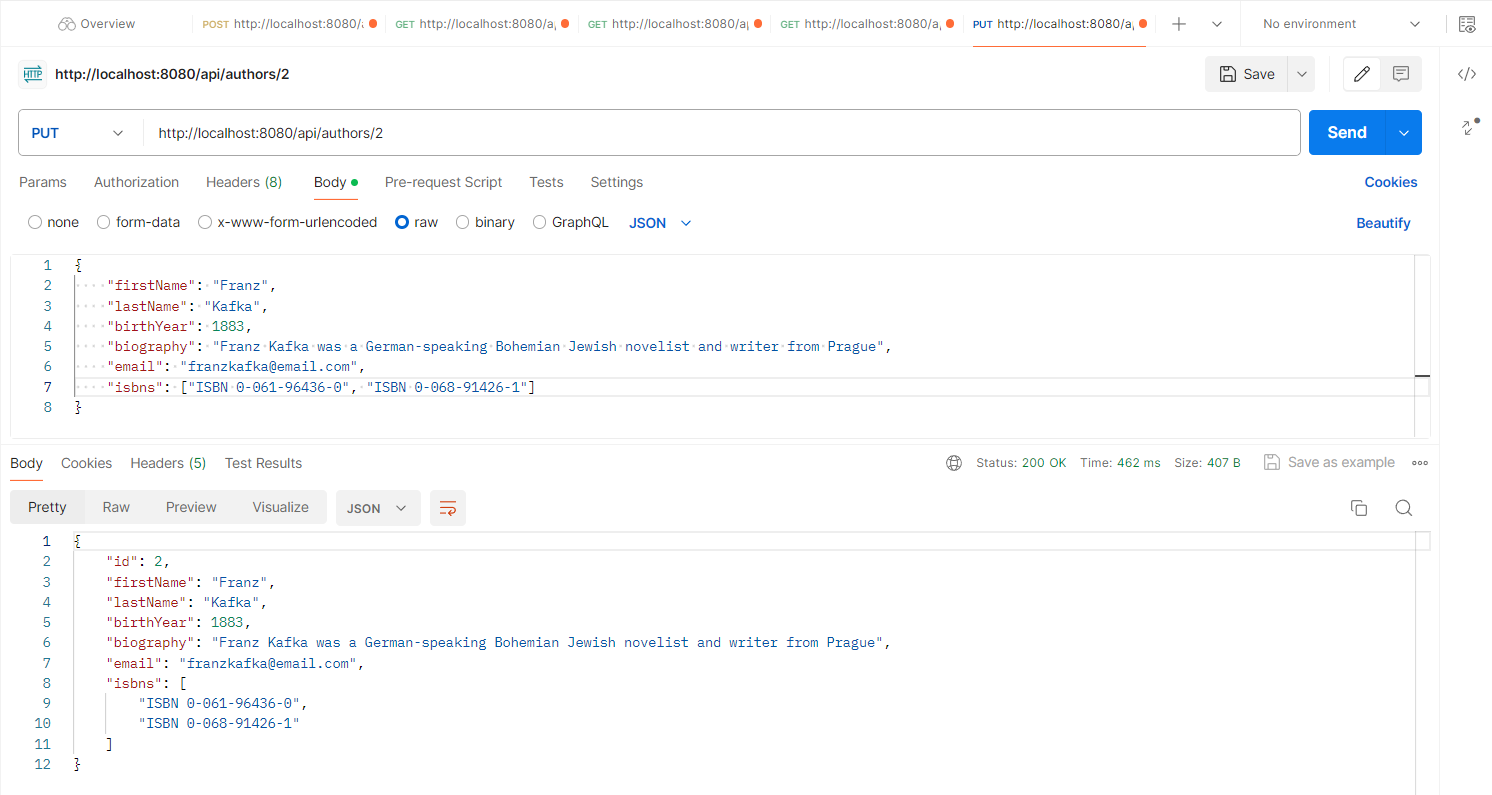 Overview
POST http://localhost:8080/a
GET http://localhost:8080/a
GET http://localhost:8080/a
GET http://localhost:8080/a
PUT http://localhost:8080/a
No environment
HTTP http://localhost:8080/api/authors/2
Save
PUT http://localhost:8080/api/authors/2 Send
Params Authorization Headers (8) Body Pre-request Script Tests Settings Cookies
none form-data x-www-form-urlencoded raw binary GraphQL JSON Beautify
1 {
2 "firstName": "Franz",
3 "lastName": "Kafka",
4 "birthYear": 1883,
5 "biography": "Franz Kafka was a German-speaking Bohemian Jewish novelist and writer from Prague",
6 "email": "franzkafka@email.com",
7 "isbns": ["ISBN 0-061-96436-0", "ISBN 0-068-91426-1"]
8 }
Body Cookies Headers (5) Test Results Status: 200 OK Time: 462 ms Size: 407 B Save as example
Pretty Raw Preview Visualize JSON
1 {
2 "id": 2,
3 "firstName": "Franz",
4 "lastName": "Kafka",
5 "birthYear": 1883,
6 "biography": "Franz Kafka was a German-speaking Bohemian Jewish novelist and writer from Prague",
7 "email": "franzkafka@email.com",
8 "isbns": [
9 "ISBN 0-061-96436-0",
10 "ISBN 0-068-91426-1"
11 ]
12 }